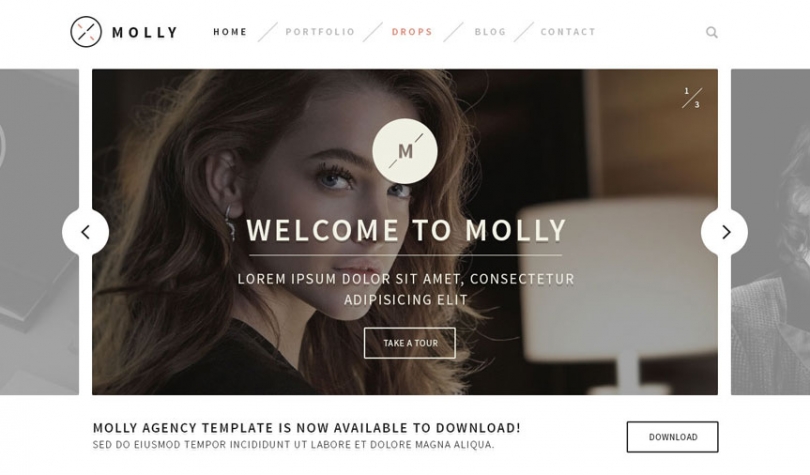 MOLLY
HOME PORTFOLIO DROPS BLOG CONTACT
1
3
M
WELCOME TO MOLLY
LOREM IPSUM DOLOR SIT AMET, CONSECTETUR
ADIPISICING ELIT
TAKE A TOUR
MOLLY AGENCY TEMPLATE IS NOW AVAILABLE TO DOWNLOAD!
SED DO EIUSMOD TEMPOR INCIDIDUNT UT LABORE ET DOLORE MAGNA ALIQUA.
DOWNLOAD